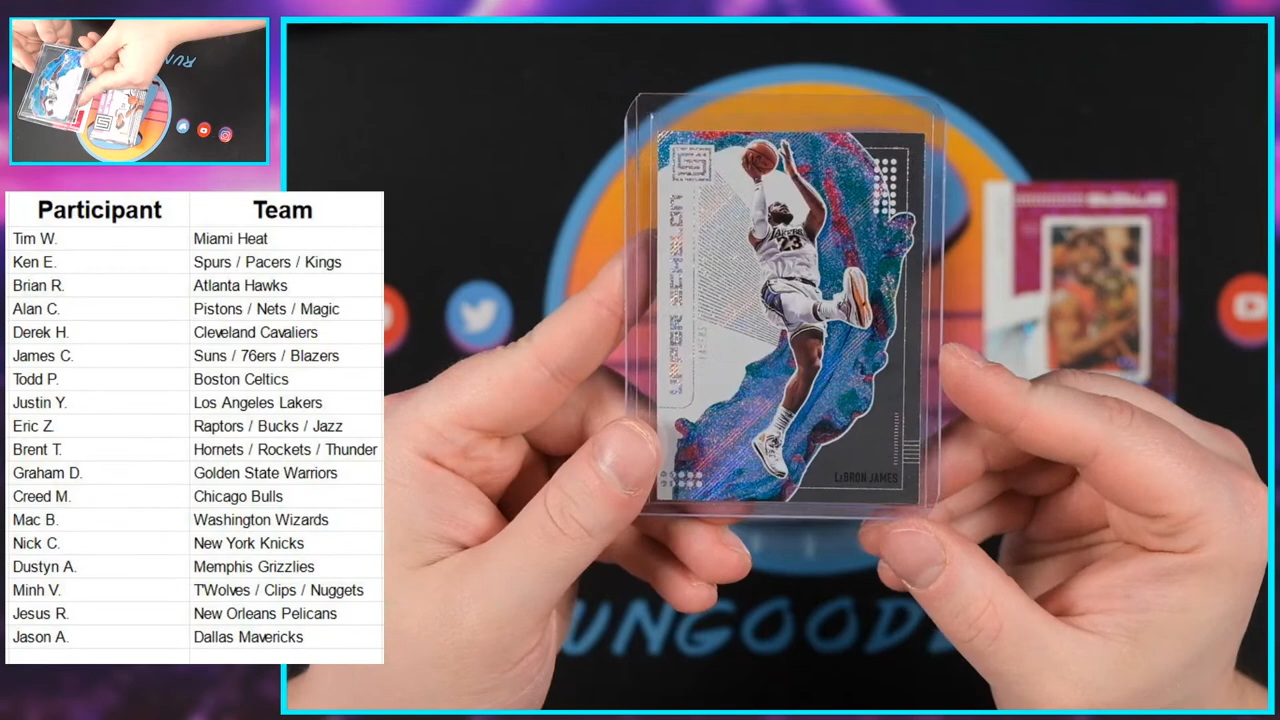 Participant Team
Tim W. Miami Heat
Ken E. Spurs / Pacers / Kings
Brian R. Atlanta Hawks
Alan C. Pistons / Nets / Magic
Derek H. Cleveland Cavaliers
James C. Suns / 76ers / Blazers
Todd P. Boston Celtics
Justin Y. Los Angeles Lakers
Eric Z. Raptors / Bucks / Jazz
Brent T. Hornets / Rockets / Thunder
Graham D. Golden State Warriors
Creed M. Chicago Bulls
Mac B. Washington Wizards
Nick C. New York Knicks
Dustyn A. Memphis Grizzlies
Minh V. T'Wolves / Clips / Nuggets
Jesus R. New Orleans Pelicans
Jason A. Dallas Mavericks
LAKERS
23
LEBRON JAMES
UNGOOD